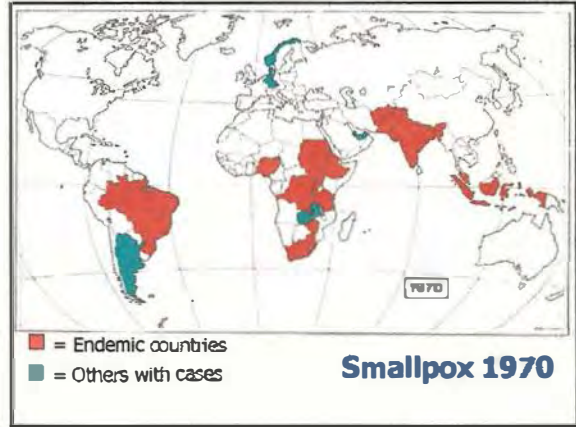 1970
= Endemic countries
= Others with cases
Smallpox 1970